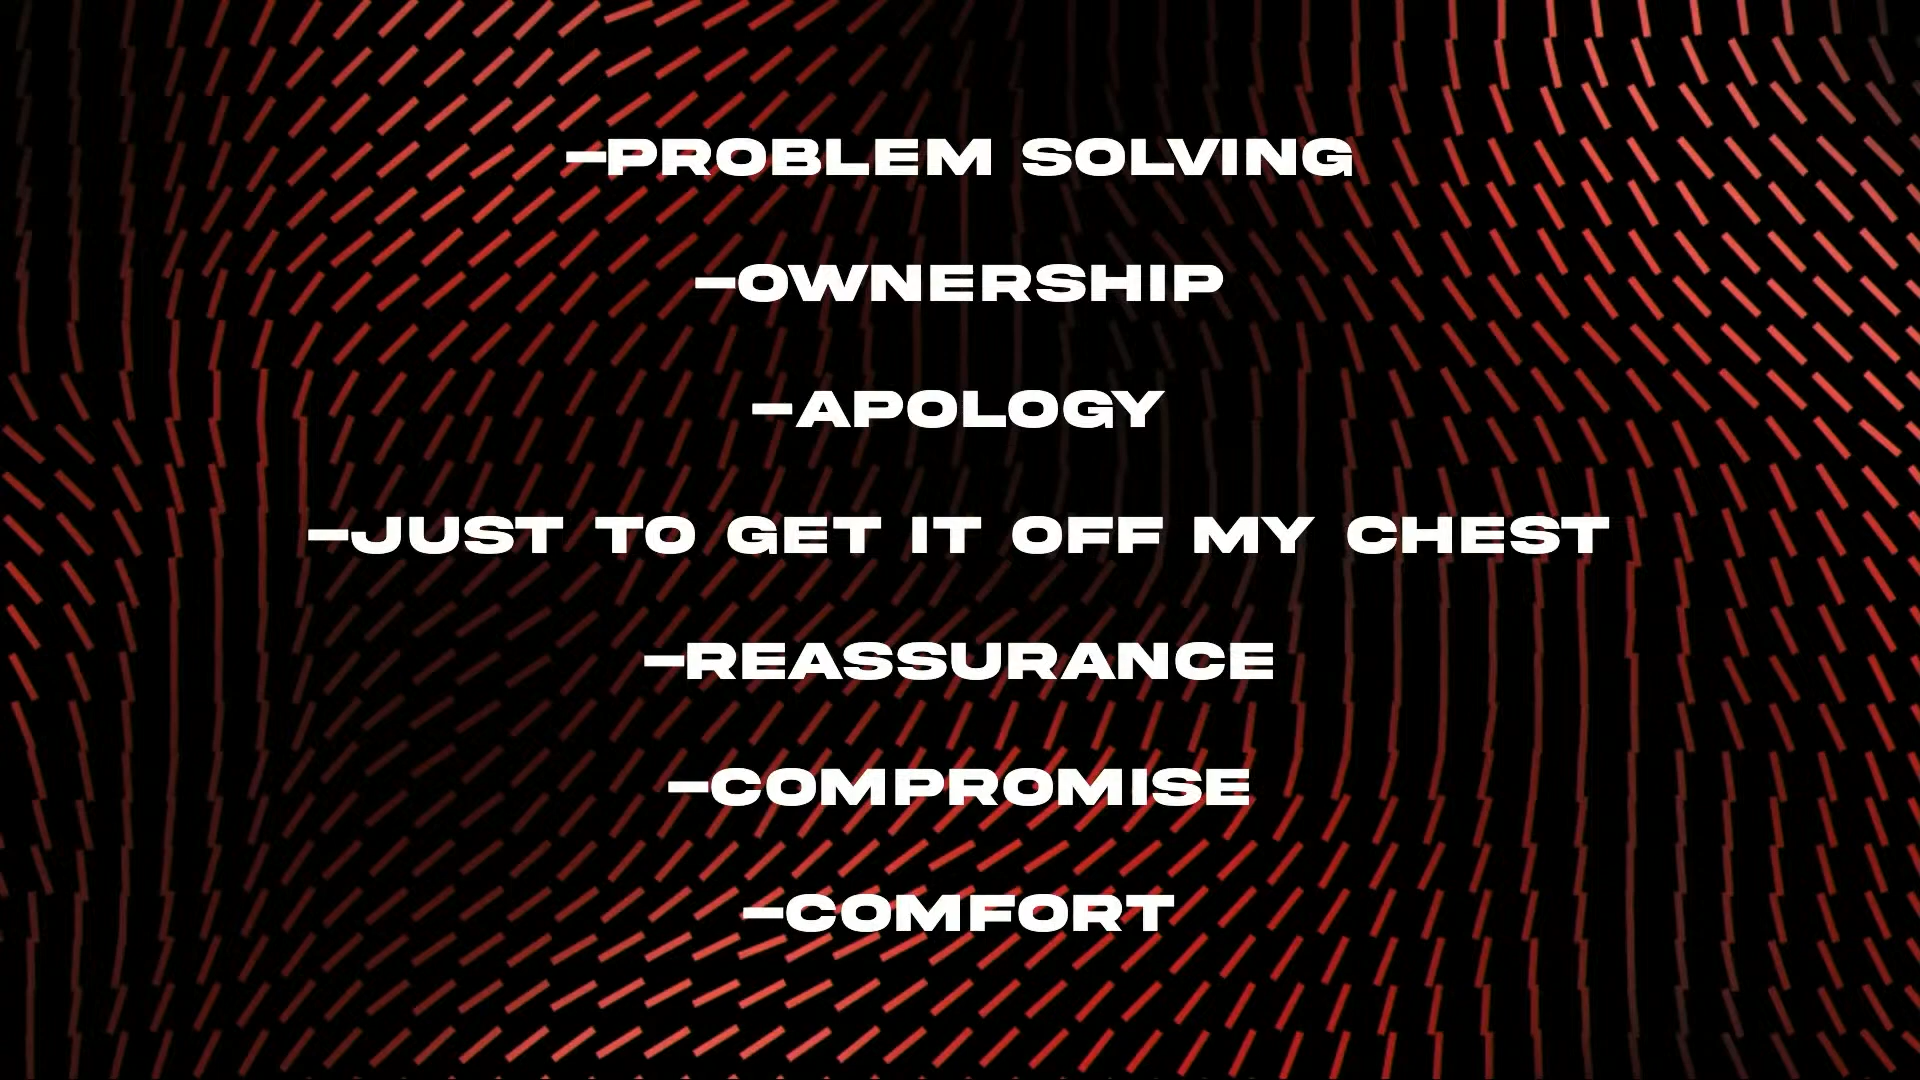 -PROBLEM SOLVING
-OWNERSHIP
-APOLOGY
-JUST TO GET IT OFF MY CHEST
-REASSURANCE
-COMPROMISE
-COMFORT